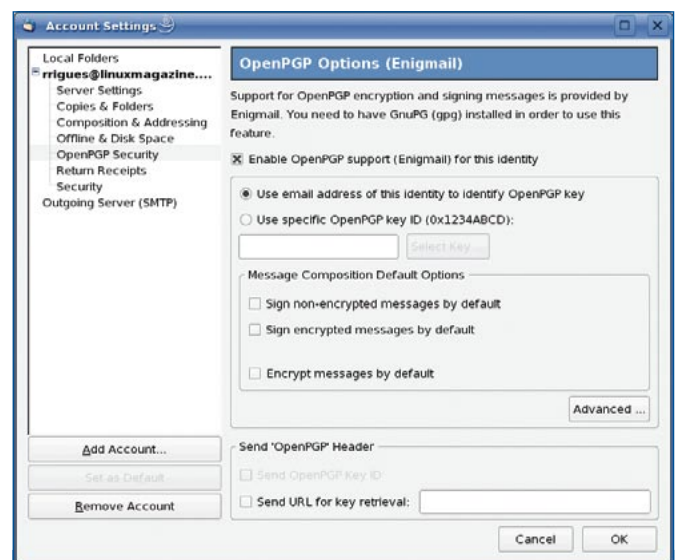 Account Settings
Local Folders
rrigues@linuxmagazine....
Server Settings
Copies & Folders
Composition & Addressing
Offline & Disk Space
OpenPGP Security
Return Receipts
Security
Outgoing Server (SMTP)
Add Account...
Set as Default
Remove Account
OpenPGP Options (Enigmail)
Support for OpenPGP encryption and signing messages is provided by
Enigmail. You need to have GnuPG (gpg) installed in order to use this
feature.
Enable OpenPGP support (Enigmail) for this identity
Use email address of this identity to identify OpenPGP key
Use specific OpenPGP key ID (0x1234ABCD):
Select Key ...
Message Composition Default Options
Sign non-encrypted messages by default
Sign encrypted messages by default
Encrypt messages by default
Advanced ...
Send 'OpenPGP' Header
Send OpenPGP Key ID
Send URL for key retrieval:
Cancel
OK